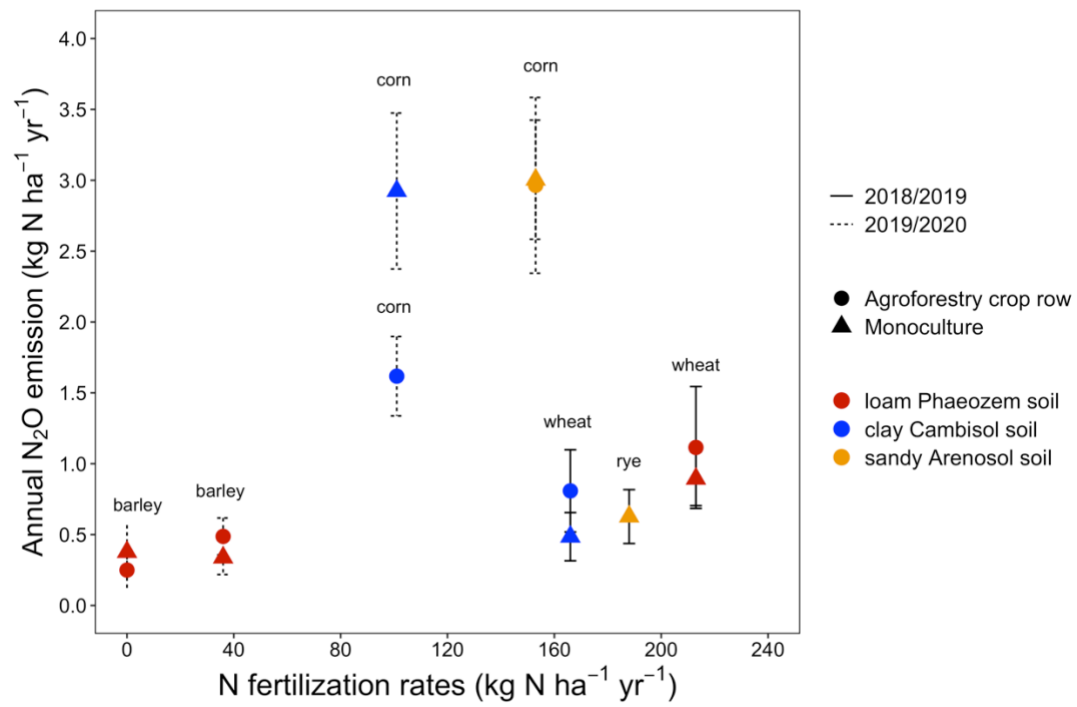 Annual N₂O emission (kg N ha⁻¹ yr⁻¹)
4.0
3.5
3.0
2.5
2.0
1.5
1.0
0.5
0.0
corn
corn
corn
wheat
wheat
rye
barley
barley
0
40
80
120
160
200
240
N fertilization rates (kg N ha⁻¹ yr⁻¹)
2018/2019
2019/2020
Agroforestry crop row
Monoculture
loam Phaeozem soil
clay Cambisol soil
sandy Arenosol soil